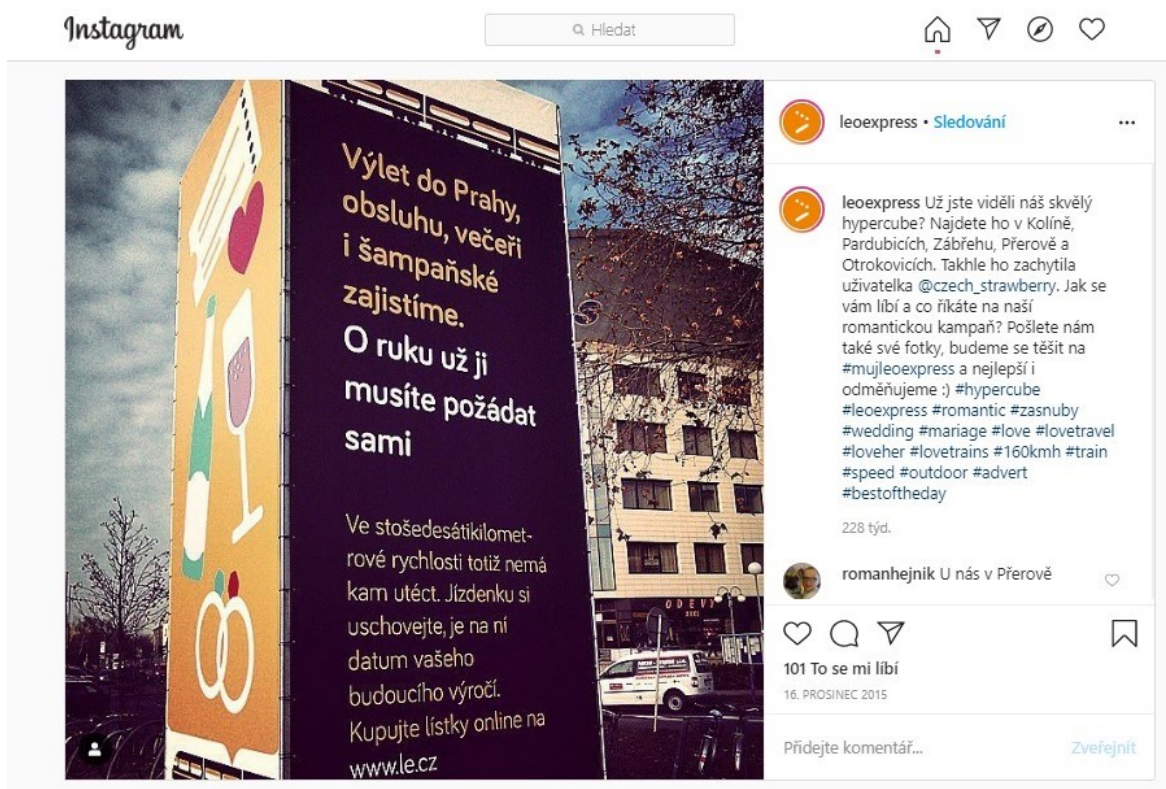 Instagram
Hledat
Výlet do Prahy,
obsluhu, večeři
i šampaňské
zajistíme.
O ruku už ji
musíte požádat
sami
Ve stošedesátikilomet-
rové rychlosti totiž nemá
kam utéct. Jízdenku si
uschovejte, je na ní
datum vašeho
budoucího výročí.
Kupujte lístky online na
www.le.cz
ODEVY
leoexpress • Sledování
leoexpress Už jste viděli náš skvělý
hypercube? Najdete ho v Kolíně,
Pardubicích, Zábřehu, Přerově a
Otrokovicích. Takhle ho zachytila
uživatelka @czech_strawberry. Jak se
vám líbí a co říkáte na naší
romantickou kampaň? Pošlete nám
také své fotky, budeme se těšit na
#mujleoexpress a nejlepší i
odměňujeme :) #hypercube
#leoexpress #romantic #zasnuby
#wedding #mariage #love #lovetravel
#loveher #lovetrains #160kmh #train
#speed #outdoor #advert
#bestoftheday
228 týd.
romanhejnik U nás v Přerově
101 To se mi líbí
16. PROSINEC 2015
Přidejte komentář...
Zveřejnit